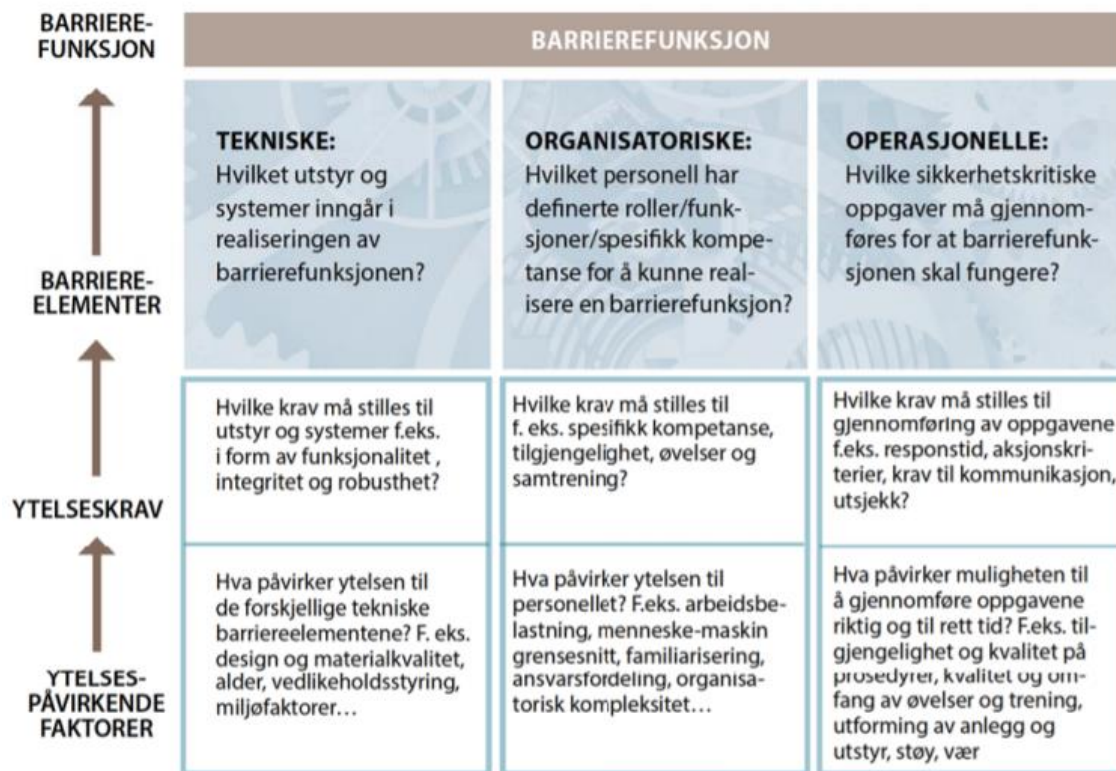 BARRIERE-
FUNKSJON
BARRIEREFUNKSJON
TEKNISKE:
Hvilket utstyr og
systemer inngår i
realiseringen av
barrierefunksjonen?
ORGANISATORISKE:
Hvilket personell har
definerte roller/funk-
sjoner/spesifikk kompe-
tanse for å kunne real-
isere en barrierefunksjon?
OPERASJONELLE:
Hvilke sikkerhetskritiske
oppgaver må gjennom-
føres for at barrierefunk-
sjonen skal fungere?
BARRIERE-
ELEMENTER
Hvilke krav må stilles til
utstyr og systemer f.eks.
i form av funksjonalitet ,
integritet og robusthet?
Hvilke krav må stilles til
f. eks. spesifikk kompetanse,
tilgjengelighet, øvelser og
samtrening?
Hvilke krav må stilles til
gjennomføring av oppgavene
f.eks. responstid, aksjonskri-
terier, krav til kommunikasjon,
utsjekk?
YTELSESKRAV
Hva påvirker ytelsen til
de forskjellige tekniske
barriereelementene? F. eks.
design og materialkvalitet,
alder, vedlikeholdsstyring,
miljøfaktorer…
Hva påvirker ytelsen til
personellet? F.eks. arbeidsbe-
lastning, menneske-maskin
grensesnitt, familiarisering,
ansvarsfordeling, organisa-
torisk kompleksitet…
Hva påvirker muligheten til
å gjennomføre oppgavene
riktig og til rett tid? F.eks. til-
gjengelighet og kvalitet på
prosedyrer, kvalitet og om-
fang av øvelser og trening,
utforming av anlegg og
utstyr, støy, vær
YTELSES-
PÅVIRKENDE
FAKTORER